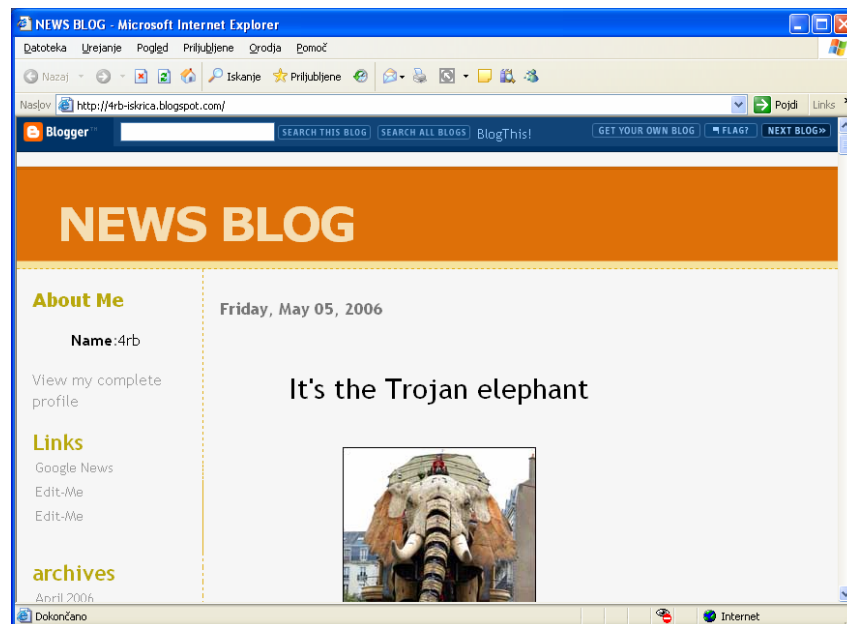 NEWS BLOG - Microsoft Internet Explorer
Datoteka Urejanje Pogled Priljubljene Orodja Pomoč
Nazaj Iskanje Priljubljene
Naslov http://4rb-iskrica.blogspot.com/ Pojdi Links
Blogger™ SEARCH THIS BLOG SEARCH ALL BLOGS BlogThis! GET YOUR OWN BLOG FLAG? NEXT BLOG»
NEWS BLOG
About Me
Name:4rb
View my complete
profile
Links
Google News
Edit-Me
Edit-Me
archives
April 2006
Friday, May 05, 2006
It's the Trojan elephant
Dokončano Internet